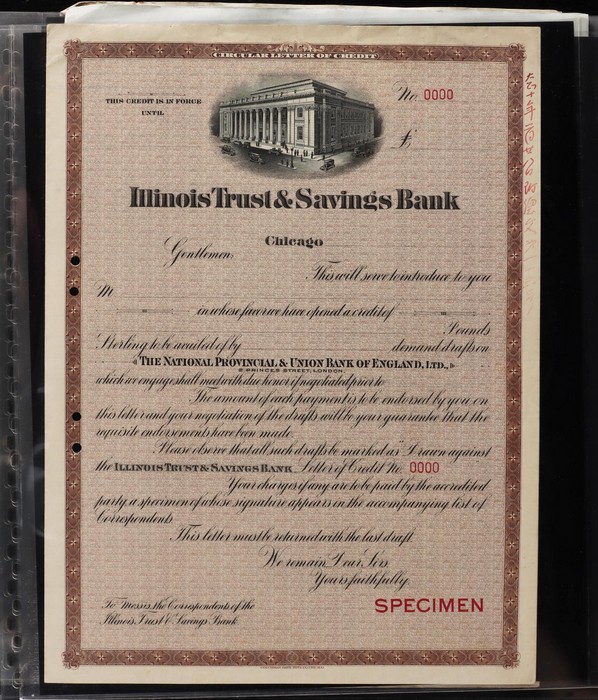 CIRCULAR LETTER OF CREDIT
THIS CREDIT IS IN FORCE
UNTIL
No. 0000
£
Illinois Trust & Savings Bank
Chicago
Gentlemen,
This will serve to introduce to you
M
in whose favor we have opened a credit of
Pounds
Sterling to be availed of by demand drafts on
THE NATIONAL PROVINCIAL & UNION BANK OF ENGLAND, LTD.,
2 PRINCES STREET, LONDON
which we engage shall meet with due honor if negotiated prior to
The amount of each payment is to be endorsed by you on
this letter and your negotiation of the drafts will be your guarantee that the
requisite endorsements have been made.
Please observe that all such drafts be marked as "Drawn against
the ILLINOIS TRUST & SAVINGS BANK Letter of Credit No. 0000
Your charges if any are to be paid by the accredited
party, a specimen of whose signature appears in the accompanying list of
Correspondents
This letter must be returned with the last draft.
We remain Dear Sirs,
Yours faithfully,
To Messrs. the Correspondents of the
Illinois Trust & Savings Bank
SPECIMEN